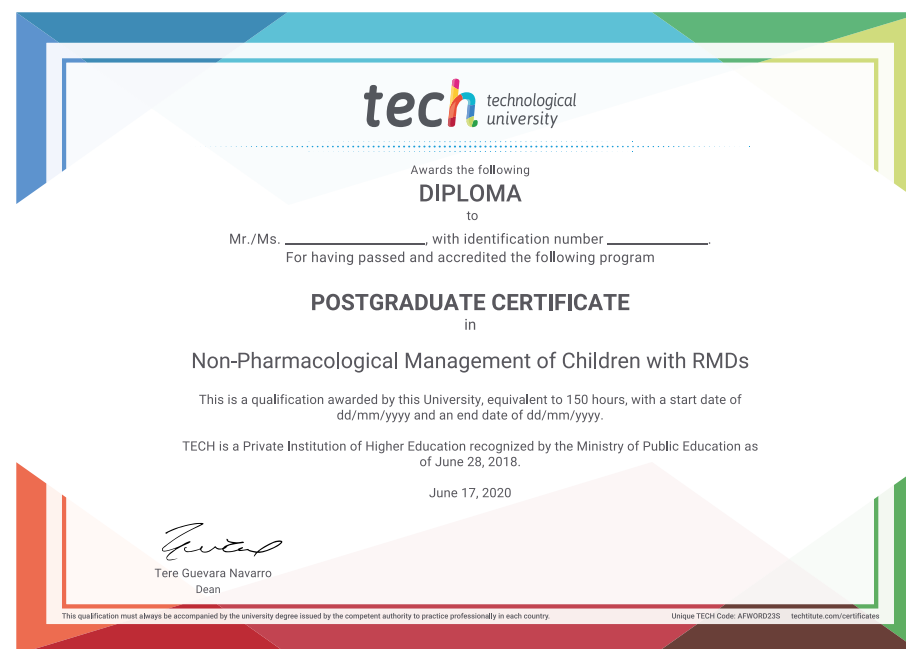 tech technological
university
Awards the following
DIPLOMA
to
Mr./Ms. ____________, with identification number ____________.
For having passed and accredited the following program
POSTGRADUATE CERTIFICATE
in
Non-Pharmacological Management of Children with RMDs
This is a qualification awarded by this University, equivalent to 150 hours, with a start date of
dd/mm/yyyy and an end date of dd/mm/yyyy.
TECH is a Private Institution of Higher Education recognized by the Ministry of Public Education as
of June 28, 2018.
June 17, 2020
Tere Guevara Navarro
Dean
This qualification must always be accompanied by the university degree issued by the competent authority to practice professionally in each country.
Unique TECH Code: AFWORD23S techtitute.com/certificates